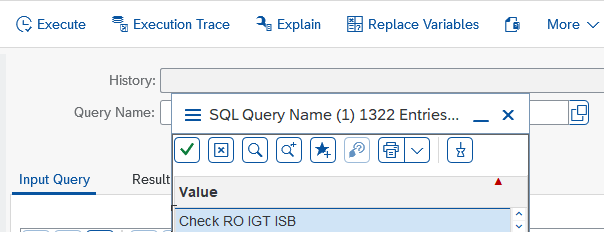 Execute Execution Trace Explain Replace Variables More
History:
Query Name:
SQL Query Name (1) 1322 Entries...
Input Query Result
Value
Check RO IGT ISB